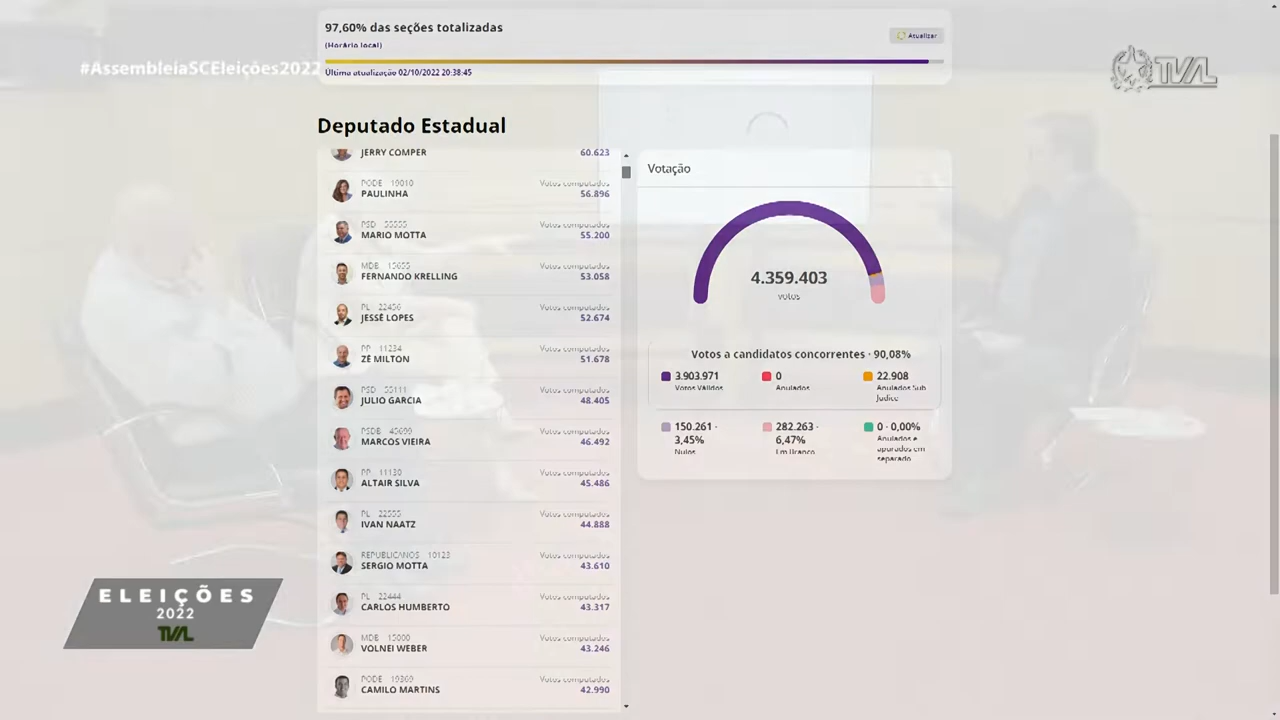 97,60% das seções totalizadas
(Horário local)
Atualizar
#AssembleiaSCEleições2022
Última atualização 02/10/2022 20:38:45
TVAL
Deputado Estadual
JERRY COMPER 60.623
PODE · 19010 Votos computados
PAULINHA 56.896
PSD · 55555 Votos computados
MARIO MOTTA 55.200
MDB · 15655 Votos computados
FERNANDO KRELLING 53.058
PL · 22456 Votos computados
JESSÉ LOPES 52.674
PP · 11234 Votos computados
ZÉ MILTON 51.678
PSD · 55111 Votos computados
JULIO GARCIA 48.405
PSDB · 45699 Votos computados
MARCOS VIEIRA 46.492
PP · 11130 Votos computados
ALTAIR SILVA 45.486
PL · 22555 Votos computados
IVAN NAATZ 44.888
REPUBLICANOS · 10123 Votos computados
SERGIO MOTTA 43.610
PL · 22444 Votos computados
CARLOS HUMBERTO 43.317
MDB · 15000 Votos computados
VOLNEI WEBER 43.246
PODE · 19369 Votos computados
CAMILO MARTINS 42.990
Votação
4.359.403
votos
Votos a candidatos concorrentes · 90,08%
3.903.971
Votos Válidos
0
Anulados
22.908
Anulados Sub
Judice
150.261 ·
3,45%
Nulos
282.263 ·
6,47%
Em Branco
0 · 0,00%
Anulados e
apurados em
separado
ELEIÇÕES
2022
TVAL